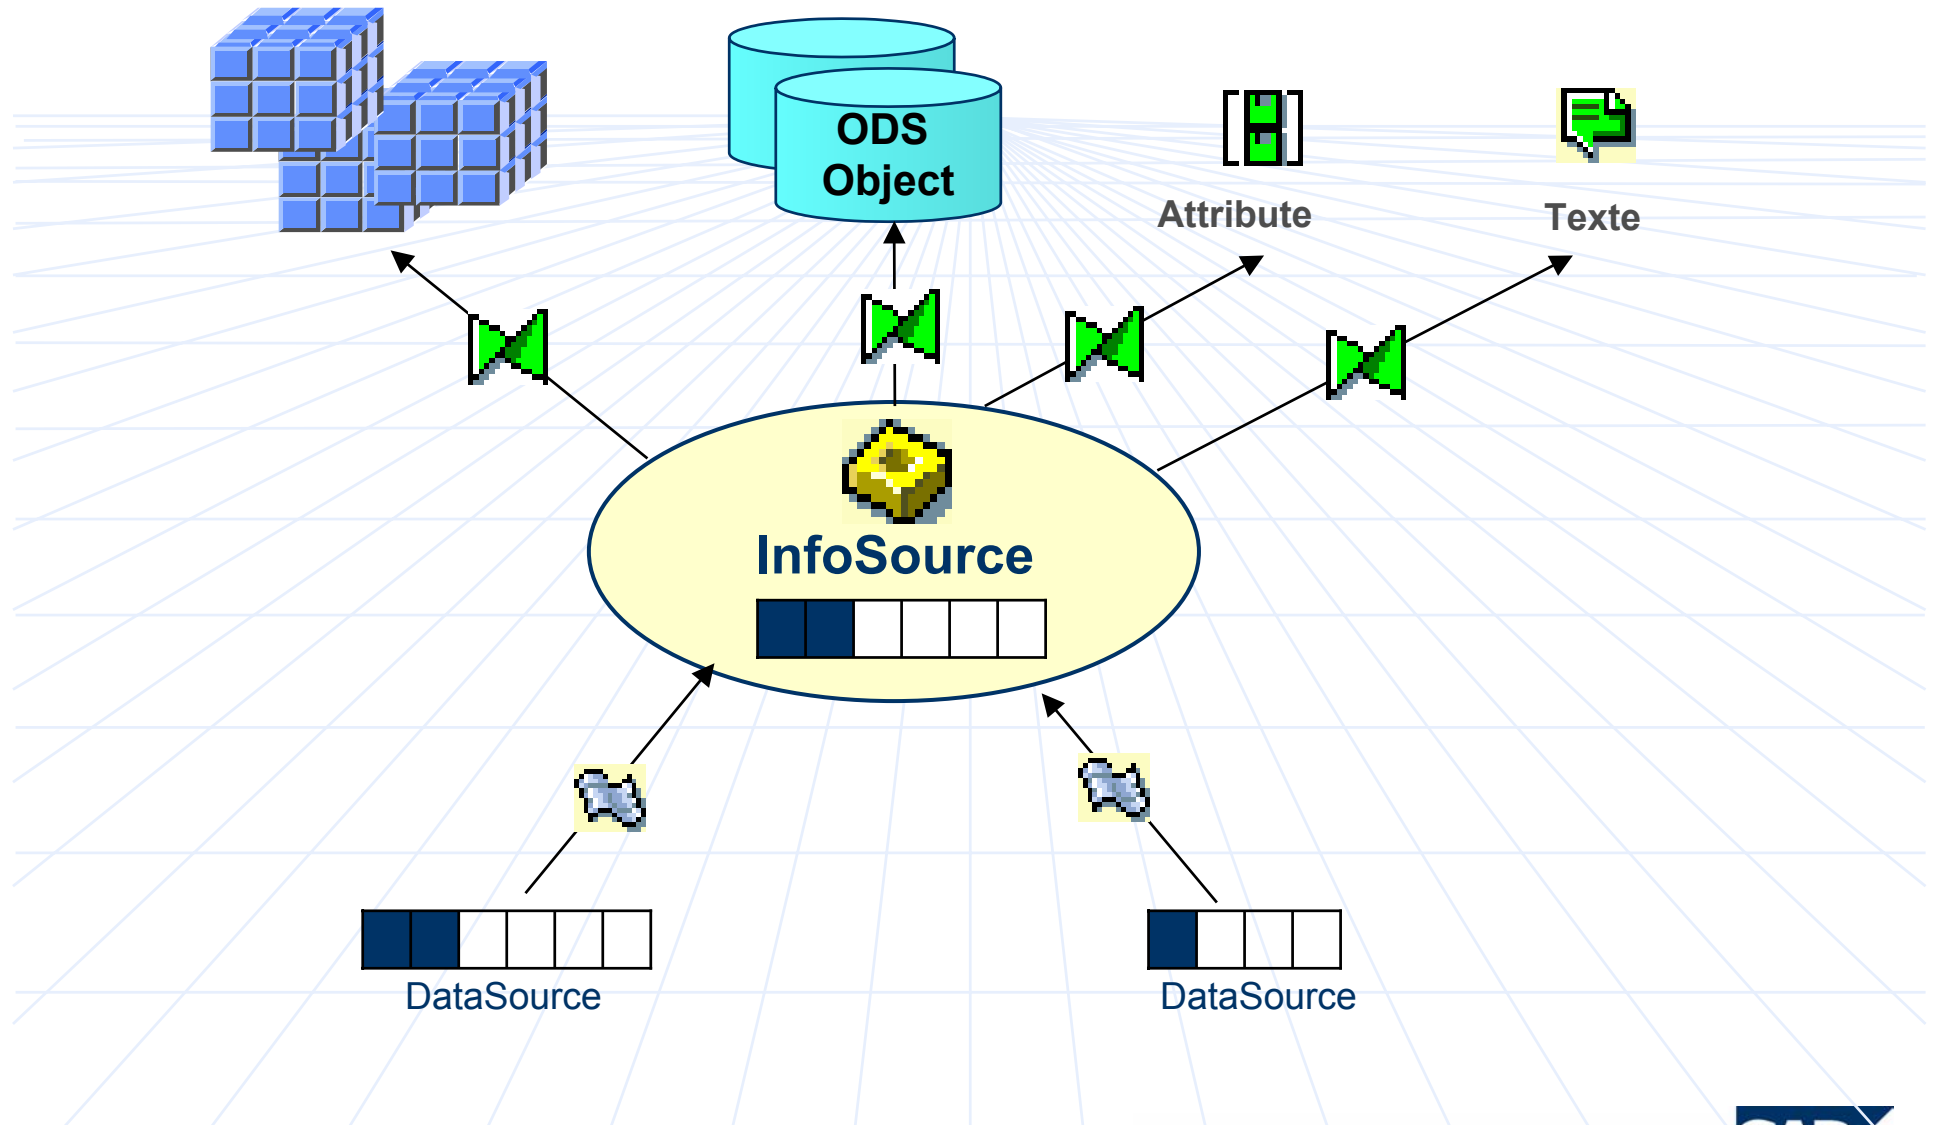 ODS
Object
Attribute
Texte
InfoSource
DataSource
DataSource